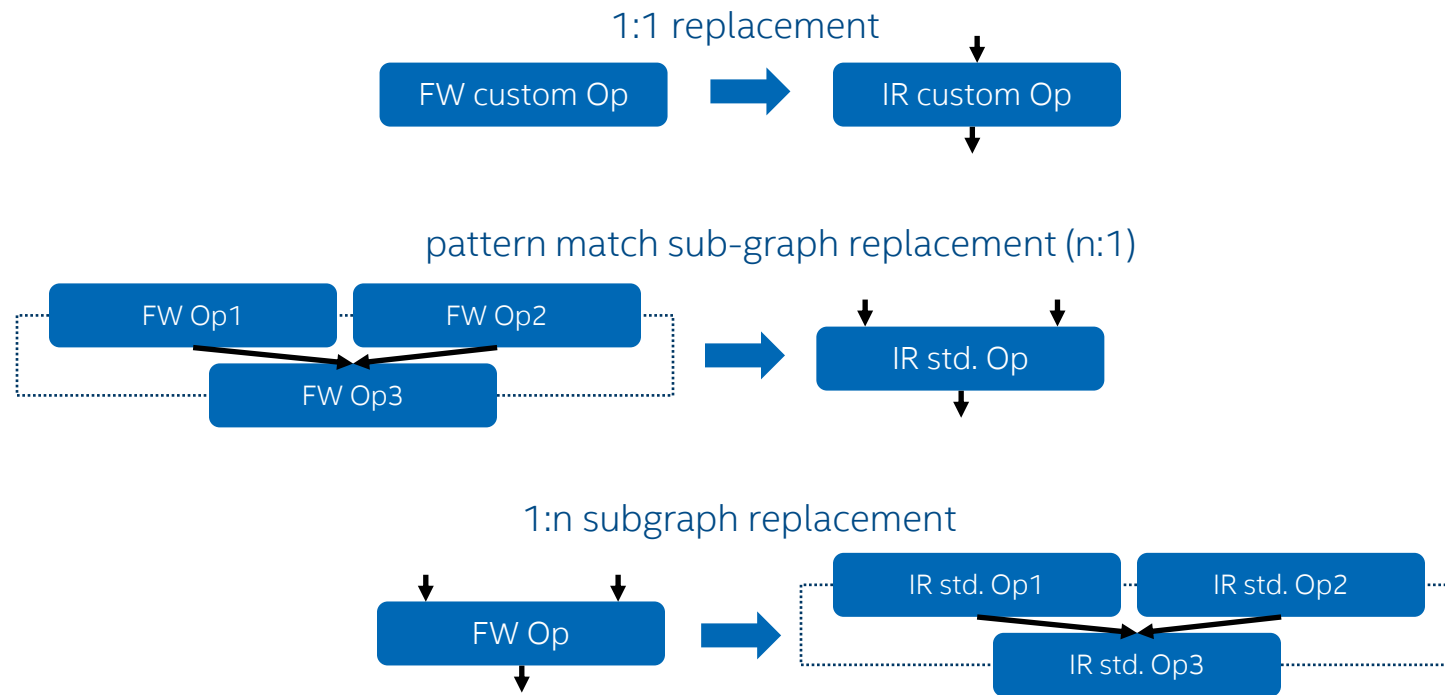 1:1 replacement
FW custom Op
IR custom Op
pattern match sub-graph replacement (n:1)
FW Op1
FW Op2
FW Op3
IR std. Op
1:n subgraph replacement
FW Op
IR std. Op1
IR std. Op2
IR std. Op3